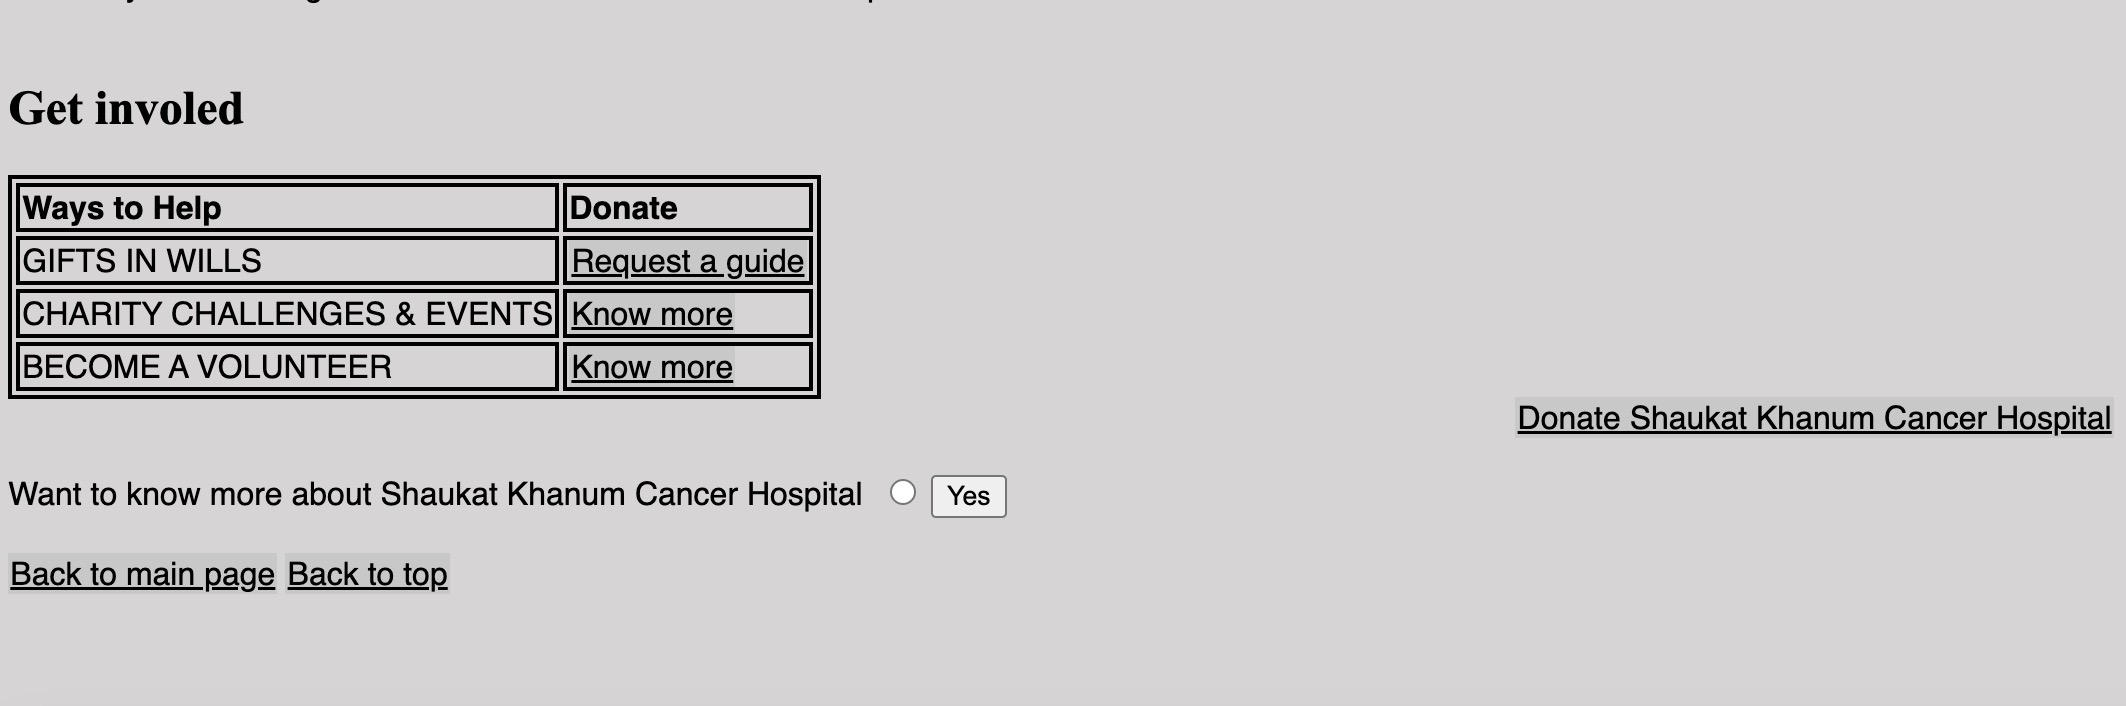 Get involed
Ways to Help Donate
GIFTS IN WILLS Request a guide
CHARITY CHALLENGES & EVENTS Know more
BECOME A VOLUNTEER Know more
Donate Shaukat Khanum Cancer Hospital
Want to know more about Shaukat Khanum Cancer Hospital Yes
Back to main page Back to top